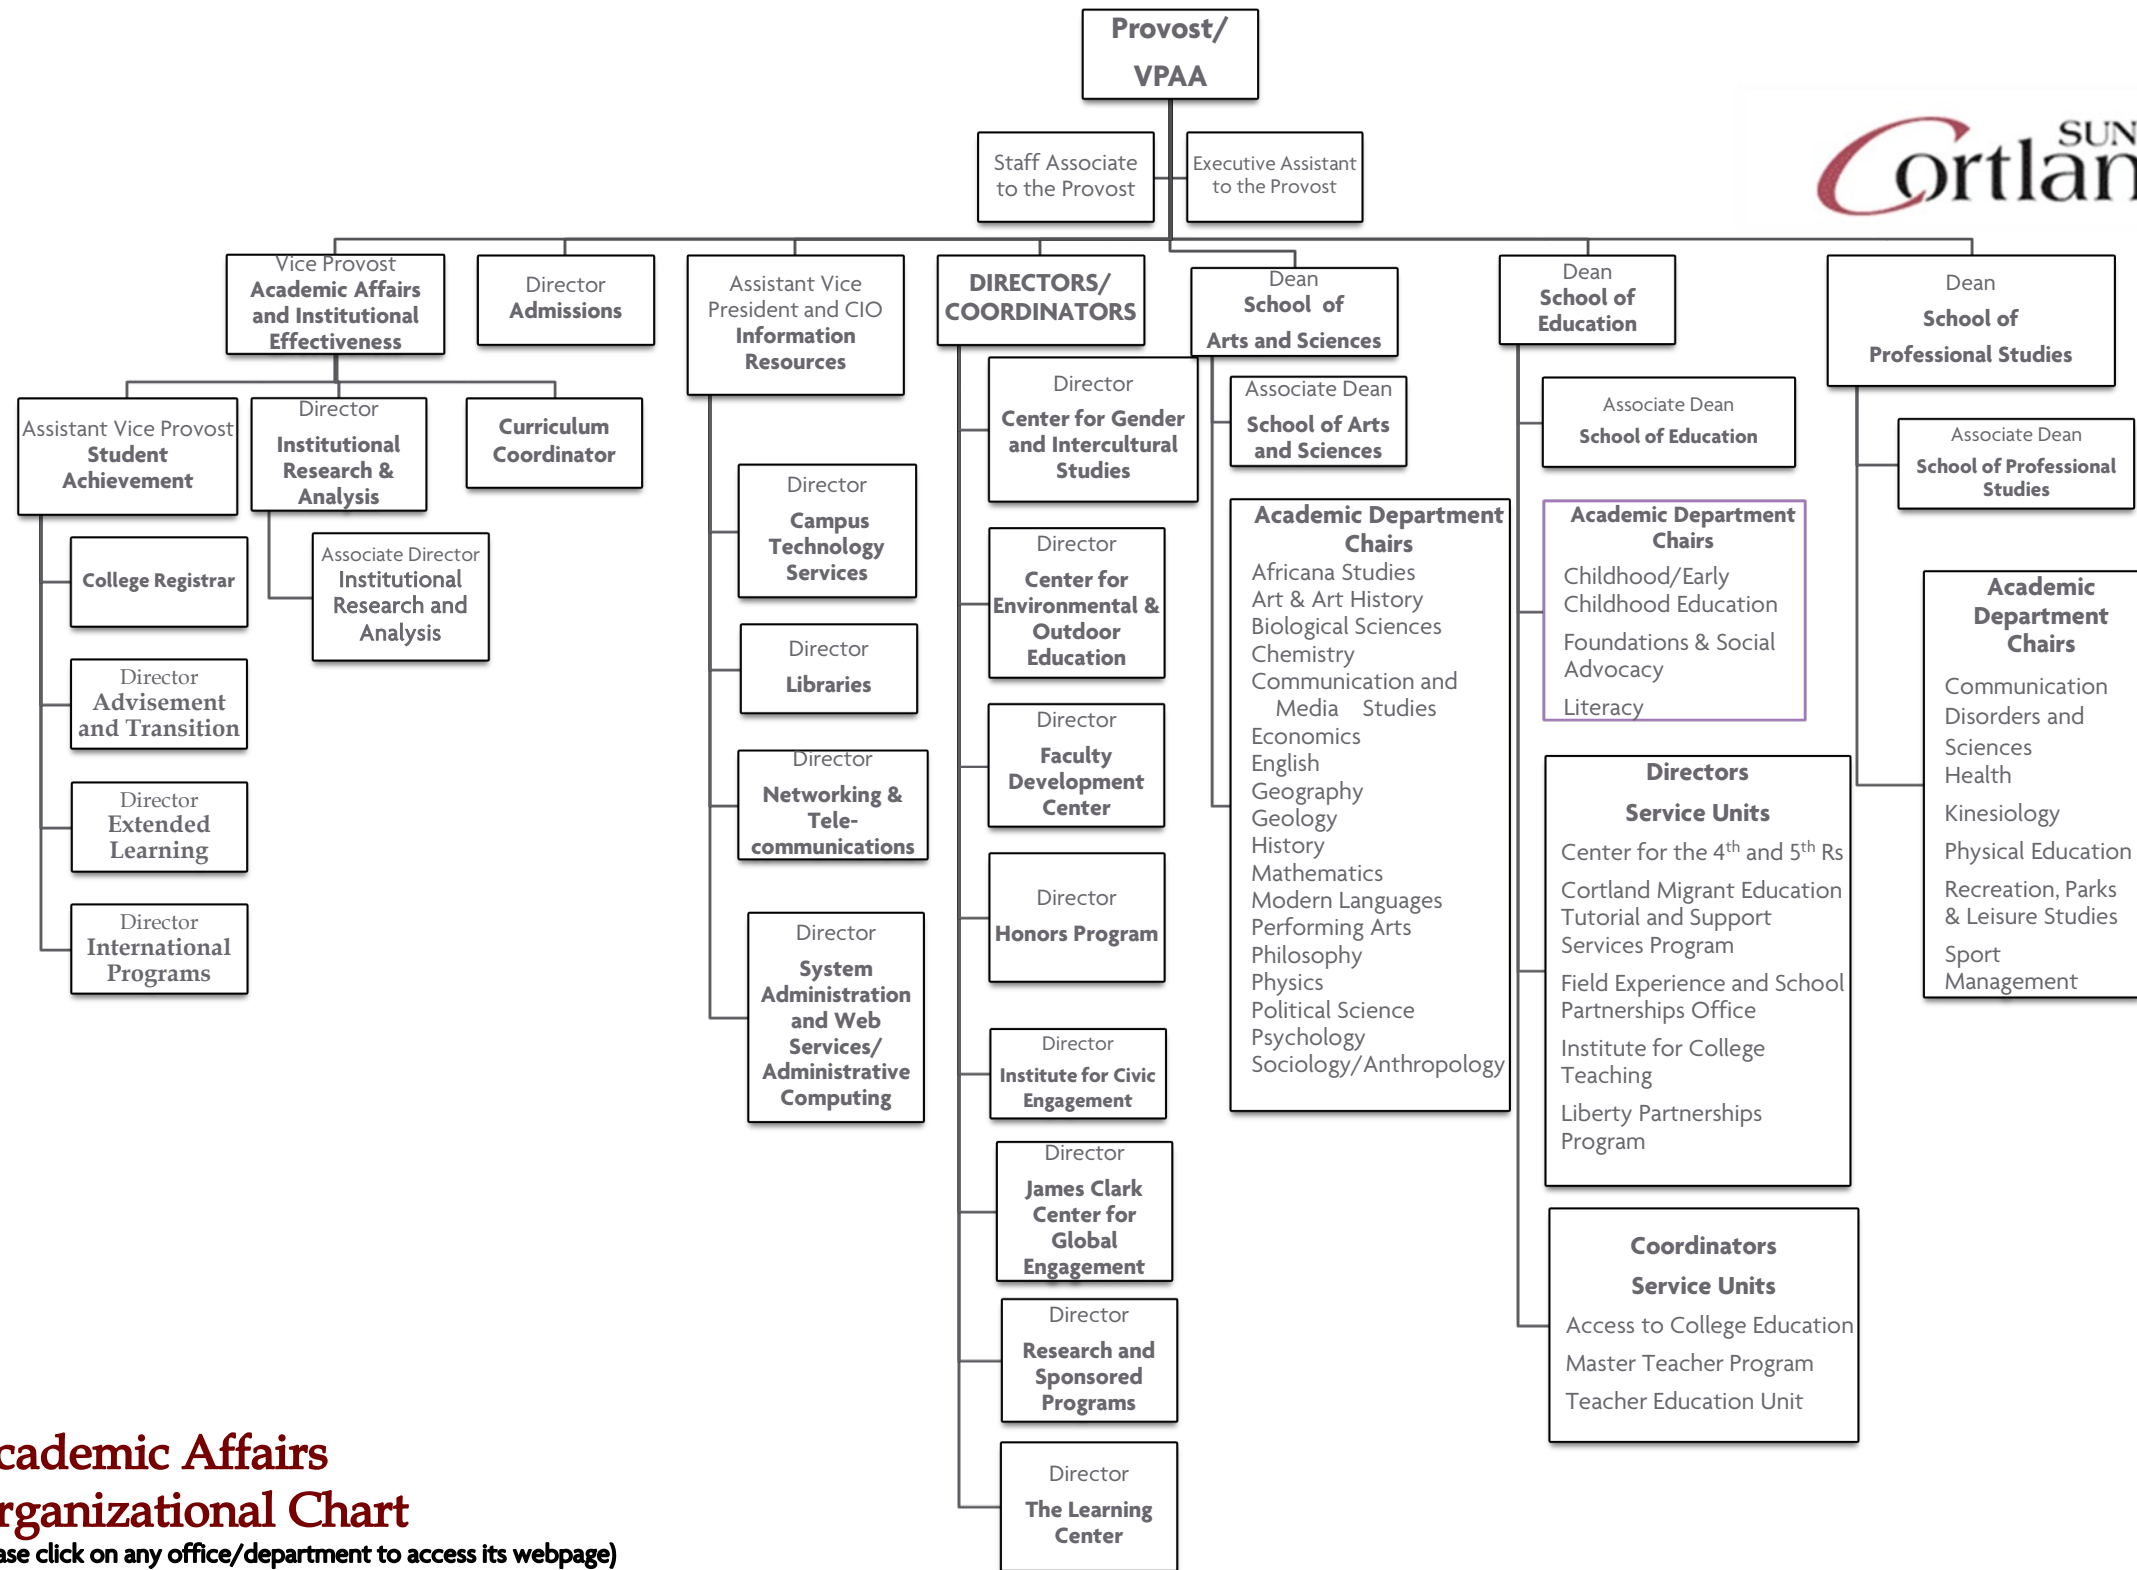 Provost/
VPAA
Staff Associate
to the Provost
Executive Assistant
to the Provost
SUN
Cortlan
Vice Provost
Academic Affairs
and Institutional
Effectiveness
Director
Admissions
Assistant Vice
President and CIO
Information
Resources
DIRECTORS/
COORDINATORS
Dean
School of
Arts and Sciences
Dean
School of
Education
Dean
School of
Professional Studies
Assistant Vice Provost
Student
Achievement
Director
Institutional
Research &
Analysis
Curriculum
Coordinator
College Registrar
Associate Director
Institutional
Research and
Analysis
Director
Advisement
and Transition
Director
Extended
Learning
Director
International
Programs
Director
Campus
Technology
Services
Director
Libraries
Director
Networking &
Tele-
communications
Director
System
Administration
and Web
Services/
Administrative
Computing
Director
Center for Gender
and Intercultural
Studies
Director
Center for
Environmental &
Outdoor
Education
Director
Faculty
Development
Center
Director
Honors Program
Director
Institute for Civic
Engagement
Director
James Clark
Center for
Global
Engagement
Director
Research and
Sponsored
Programs
Director
The Learning
Center
Associate Dean
School of Arts
and Sciences
Academic Department
Chairs
Africana Studies
Art & Art History
Biological Sciences
Chemistry
Communication and
Media Studies
Economics
English
Geography
Geology
History
Mathematics
Modern Languages
Performing Arts
Philosophy
Physics
Political Science
Psychology
Sociology/Anthropology
Associate Dean
School of Education
Academic Department
Chairs
Childhood/Early
Childhood Education
Foundations & Social
Advocacy
Literacy
Directors
Service Units
Center for the 4th and 5th Rs
Cortland Migrant Education
Tutorial and Support
Services Program
Field Experience and School
Partnerships Office
Institute for College
Teaching
Liberty Partnerships
Program
Coordinators
Service Units
Access to College Education
Master Teacher Program
Teacher Education Unit
Associate Dean
School of Professional
Studies
Academic
Department
Chairs
Communication
Disorders and
Sciences
Health
Kinesiology
Physical Education
Recreation, Parks
& Leisure Studies
Sport
Management
cademic Affairs
rganizational Chart
ase click on any office/department to access its webpage)